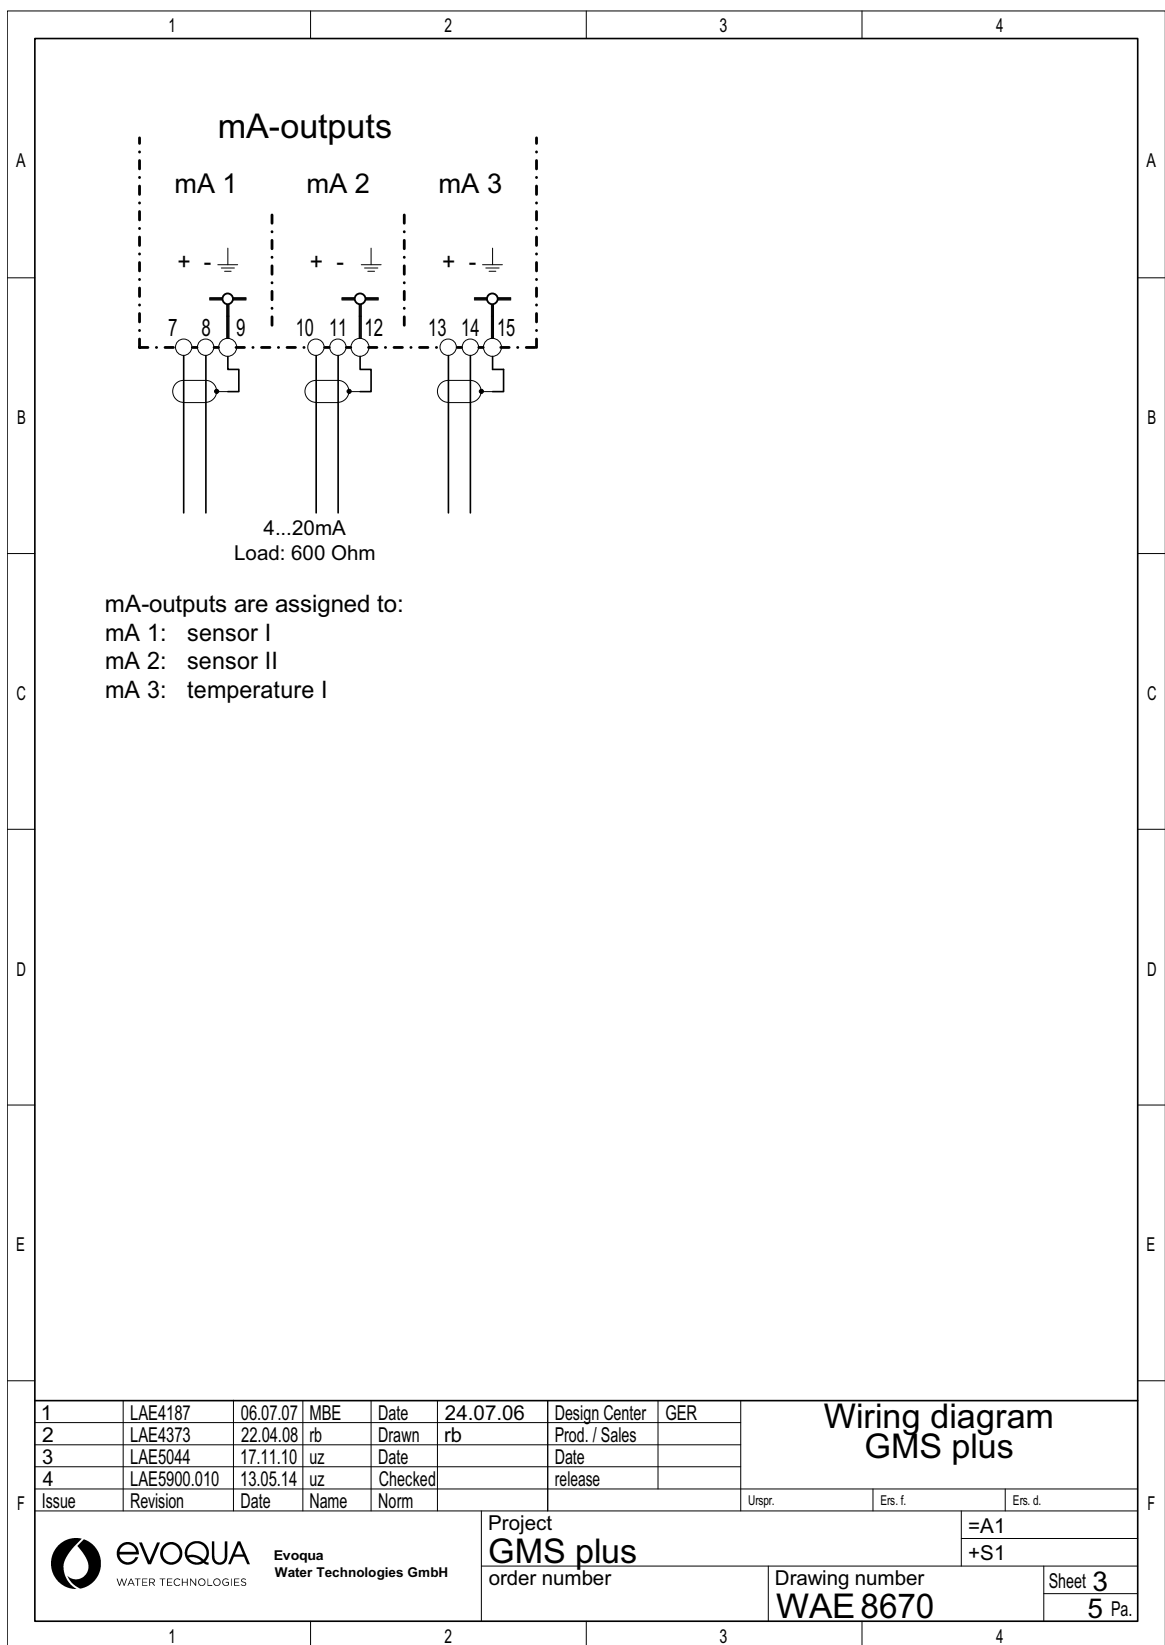 1 2 3 4
A A
B B
C C
D D
E E
F F
mA-outputs
mA 1 mA 2 mA 3
+ - + - + -
7 8 9 10 11 12 13 14 15
4...20mA
Load: 600 Ohm
mA-outputs are assigned to:
mA 1: sensor I
mA 2: sensor II
mA 3: temperature I
1 LAE4187 06.07.07 MBE Date 24.07.06 Design Center GER
2 LAE4373 22.04.08 rb Drawn rb Prod. / Sales
3 LAE5044 17.11.10 uz Date Date
4 LAE5900.010 13.05.14 uz Checked release
Issue Revision Date Name Norm
Wiring diagram
GMS plus
Urspr. Ers. f. Ers. d.
evoqua
WATER TECHNOLOGIES
Evoqua
Water Technologies GmbH
Project
GMS plus
order number
=A1
+S1
Drawing number
WAE 8670
Sheet 3
5 Pa.
1 2 3 4